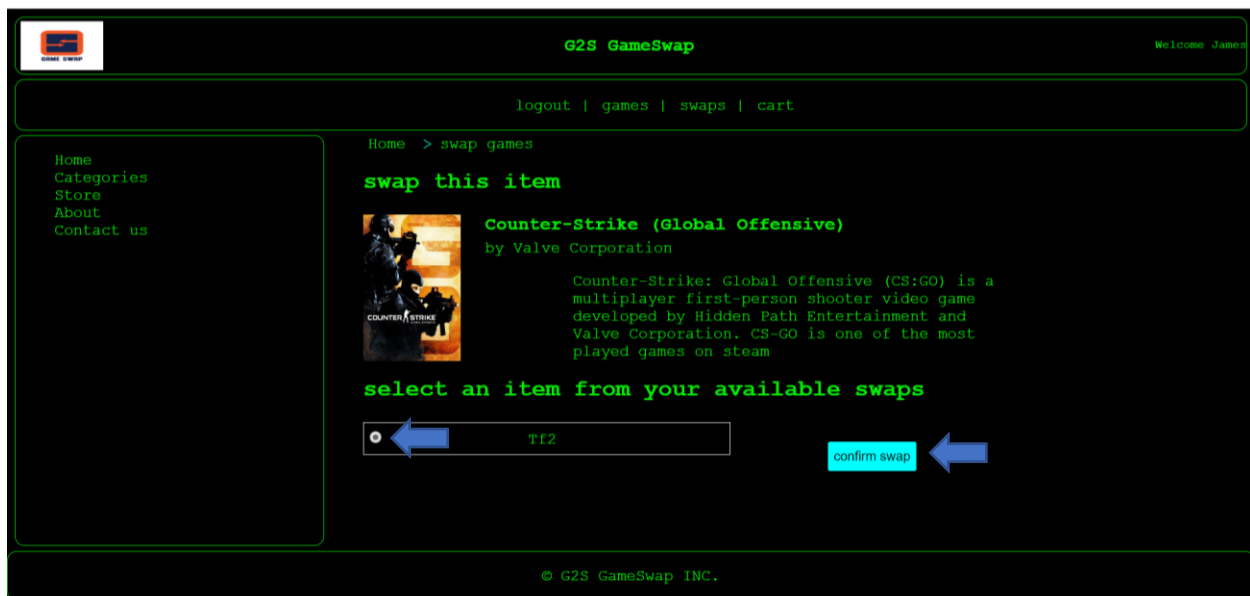 GAME SWAP
G2S GameSwap
Welcome James
logout | games | swaps | cart
Home
Categories
Store
About
Contact us
Home > swap games
swap this item
COUNTER STRIKE
Counter-Strike (Global Offensive)
by Valve Corporation
Counter-Strike: Global Offensive (CS:GO) is a
multiplayer first-person shooter video game
developed by Hidden Path Entertainment and
Valve Corporation. CS-GO is one of the most
played games on steam
select an item from your available swaps
Tf2
confirm swap
© G2S GameSwap INC.